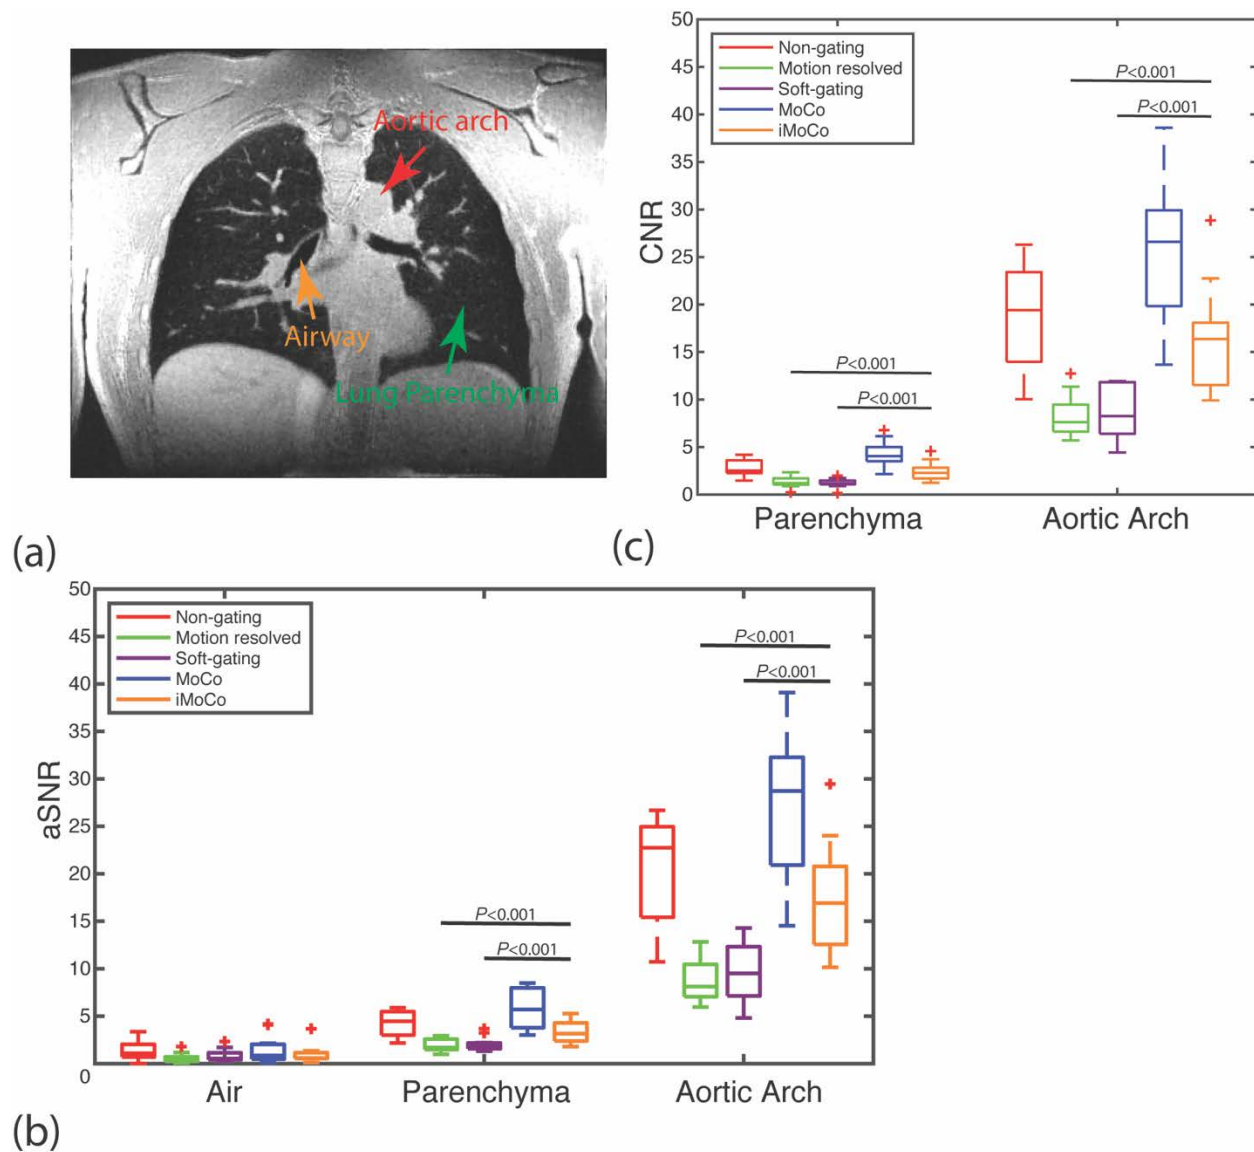 Aortic arch
Airway
Lung Parenchyma
(a)
50
45
40
35
30
25
20
15
10
5
0
CNR
Non-gating
Motion resolved
Soft-gating
MoCo
iMoCo
P<0.001
P<0.001
P<0.001
P<0.001
Parenchyma
Aortic Arch
(c)
50
45
40
35
30
25
20
15
10
5
0
aSNR
Non-gating
Motion resolved
Soft-gating
MoCo
iMoCo
P<0.001
P<0.001
P<0.001
P<0.001
Air
Parenchyma
Aortic Arch
(b)